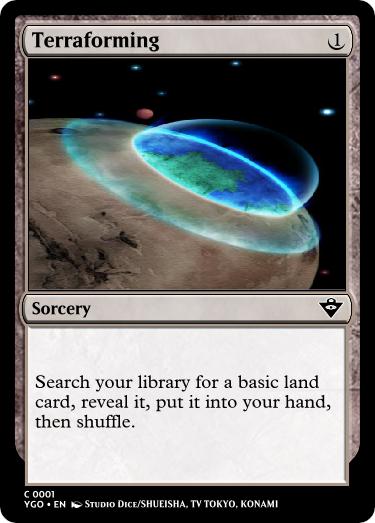 Terraforming 1
Sorcery
Search your library for a basic land
card, reveal it, put it into your hand,
then shuffle.
C 0001
YGO • EN Studio Dice/SHUEISHA, TV TOKYO, KONAMI